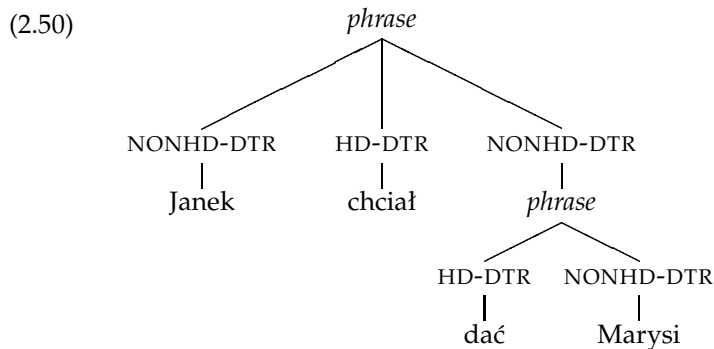 (2.50) phrase
NONHD-DTR HD-DTR NONHD-DTR
Janek chciał phrase
HD-DTR NONHD-DTR
dać Marysi